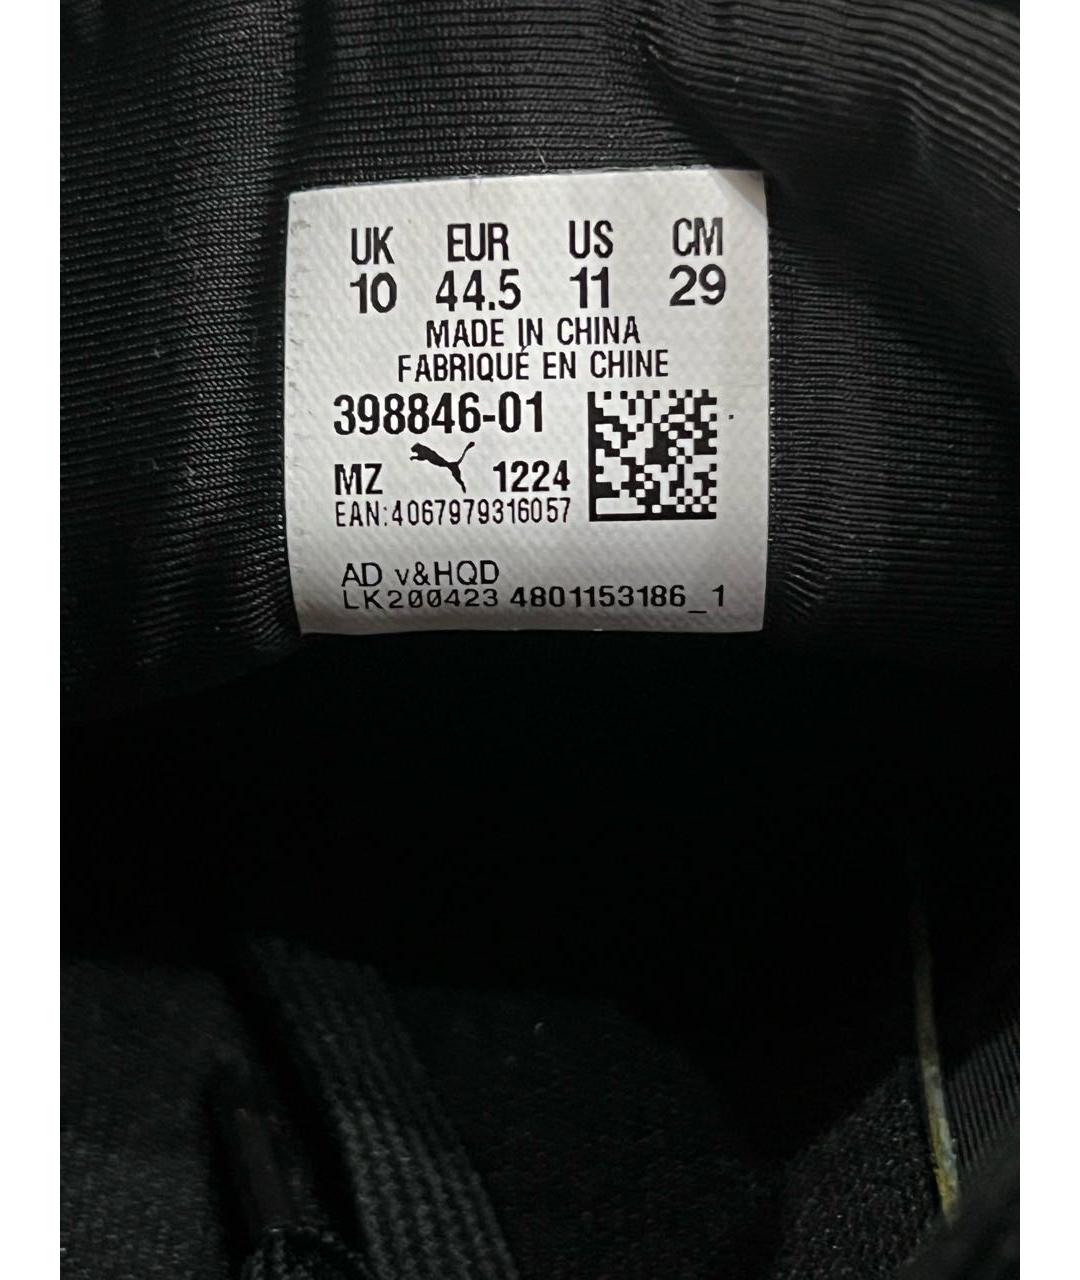 UK EUR US CM
10 44.5 11 29
MADE IN CHINA
FABRIQUÉ EN CHINE
398846-01
MZ 1224
EAN:4067979316057
AD v&HQD
LK200423 4801153186_1